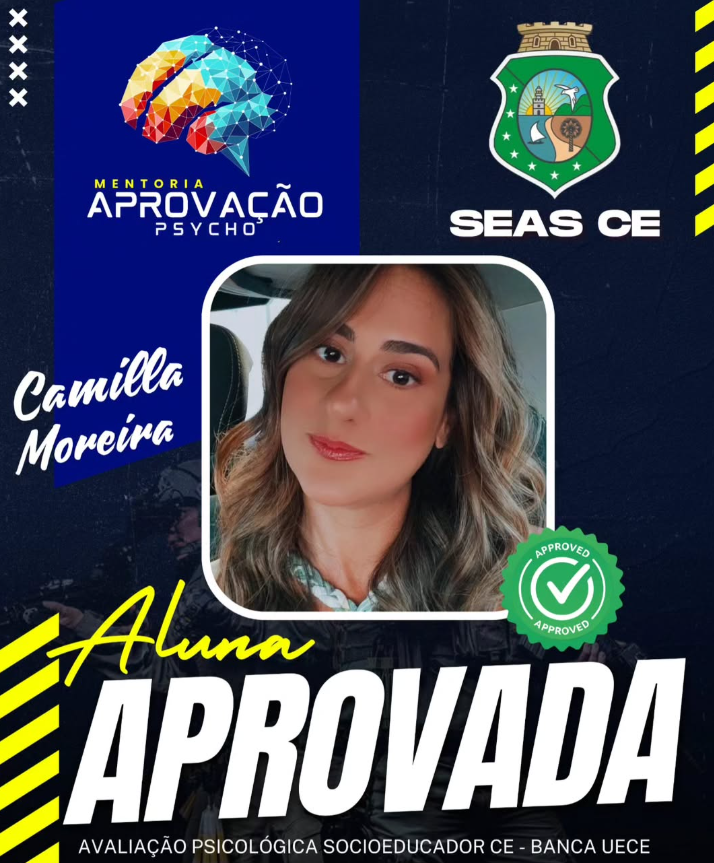 MENTORIA
APROVAÇÃO
PSYCHO
SEAS CE
Camilla
Moreira
APPROVED
APPROVED
Aluna
APROVADA
AVALIAÇÃO PSICOLÓGICA SOCIOEDUCADOR CE - BANCA UECE